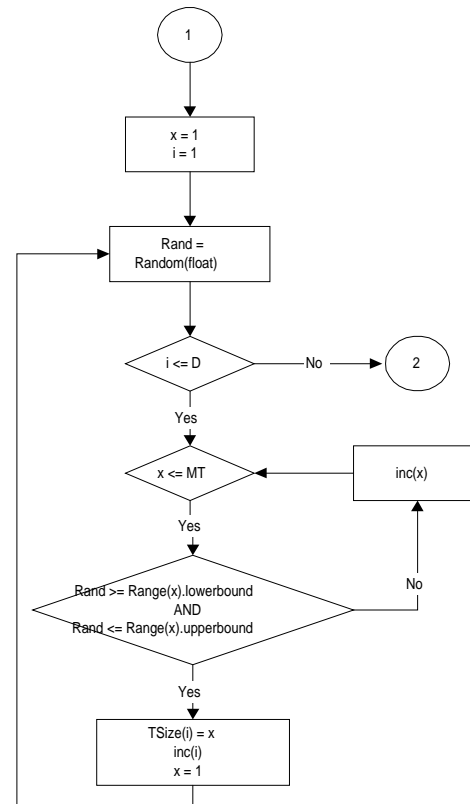 1
x = 1
i = 1
Rand =
Random(float)
i <= D
No
2
Yes
x <= MT
inc(x)
Yes
Rand >= Range(x).lowerbound
AND
Rand <= Range(x).upperbound
No
Yes
TSize(i) = x
inc(i)
x = 1